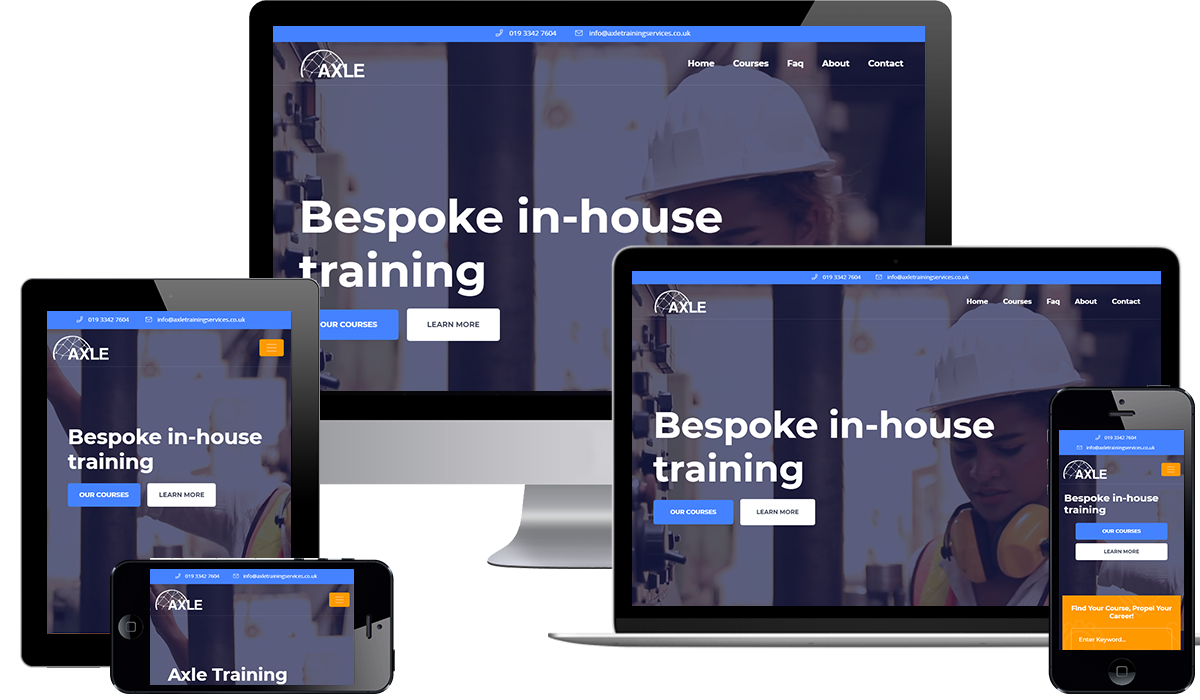 019 3342 7604 info@axletrainingservices.co.uk
AXLE
Home Courses Faq About Contact
Bespoke in-house
training
OUR COURSES LEARN MORE
019 3342 7604 info@axletrainingservices.co.uk
AXLE
Home Courses Faq About Contact
Bespoke in-house
training
OUR COURSES LEARN MORE
019 3342 7604 info@axletrainingservices.co.uk
AXLE
Bespoke in-house
training
OUR COURSES LEARN MORE
019 3342 7604 info@axletrainingservices.co.uk
AXLE
Axle Training
019 3342 7604
info@axletrainingservices.co.uk
AXLE
Bespoke in-house
training
OUR COURSES
LEARN MORE
Find Your Course, Propel Your
Career!
Enter Keyword...